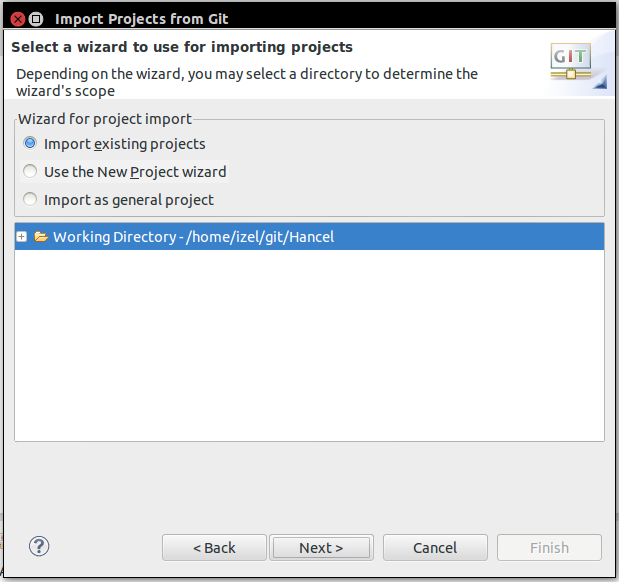 Import Projects from Git
Select a wizard to use for importing projects
Depending on the wizard, you may select a directory to determine the
wizard's scope
GIT
Wizard for project import
Import existing projects
Use the New Project wizard
Import as general project
Working Directory - /home/izel/git/Hancel
?
< Back
Next >
Cancel
Finish